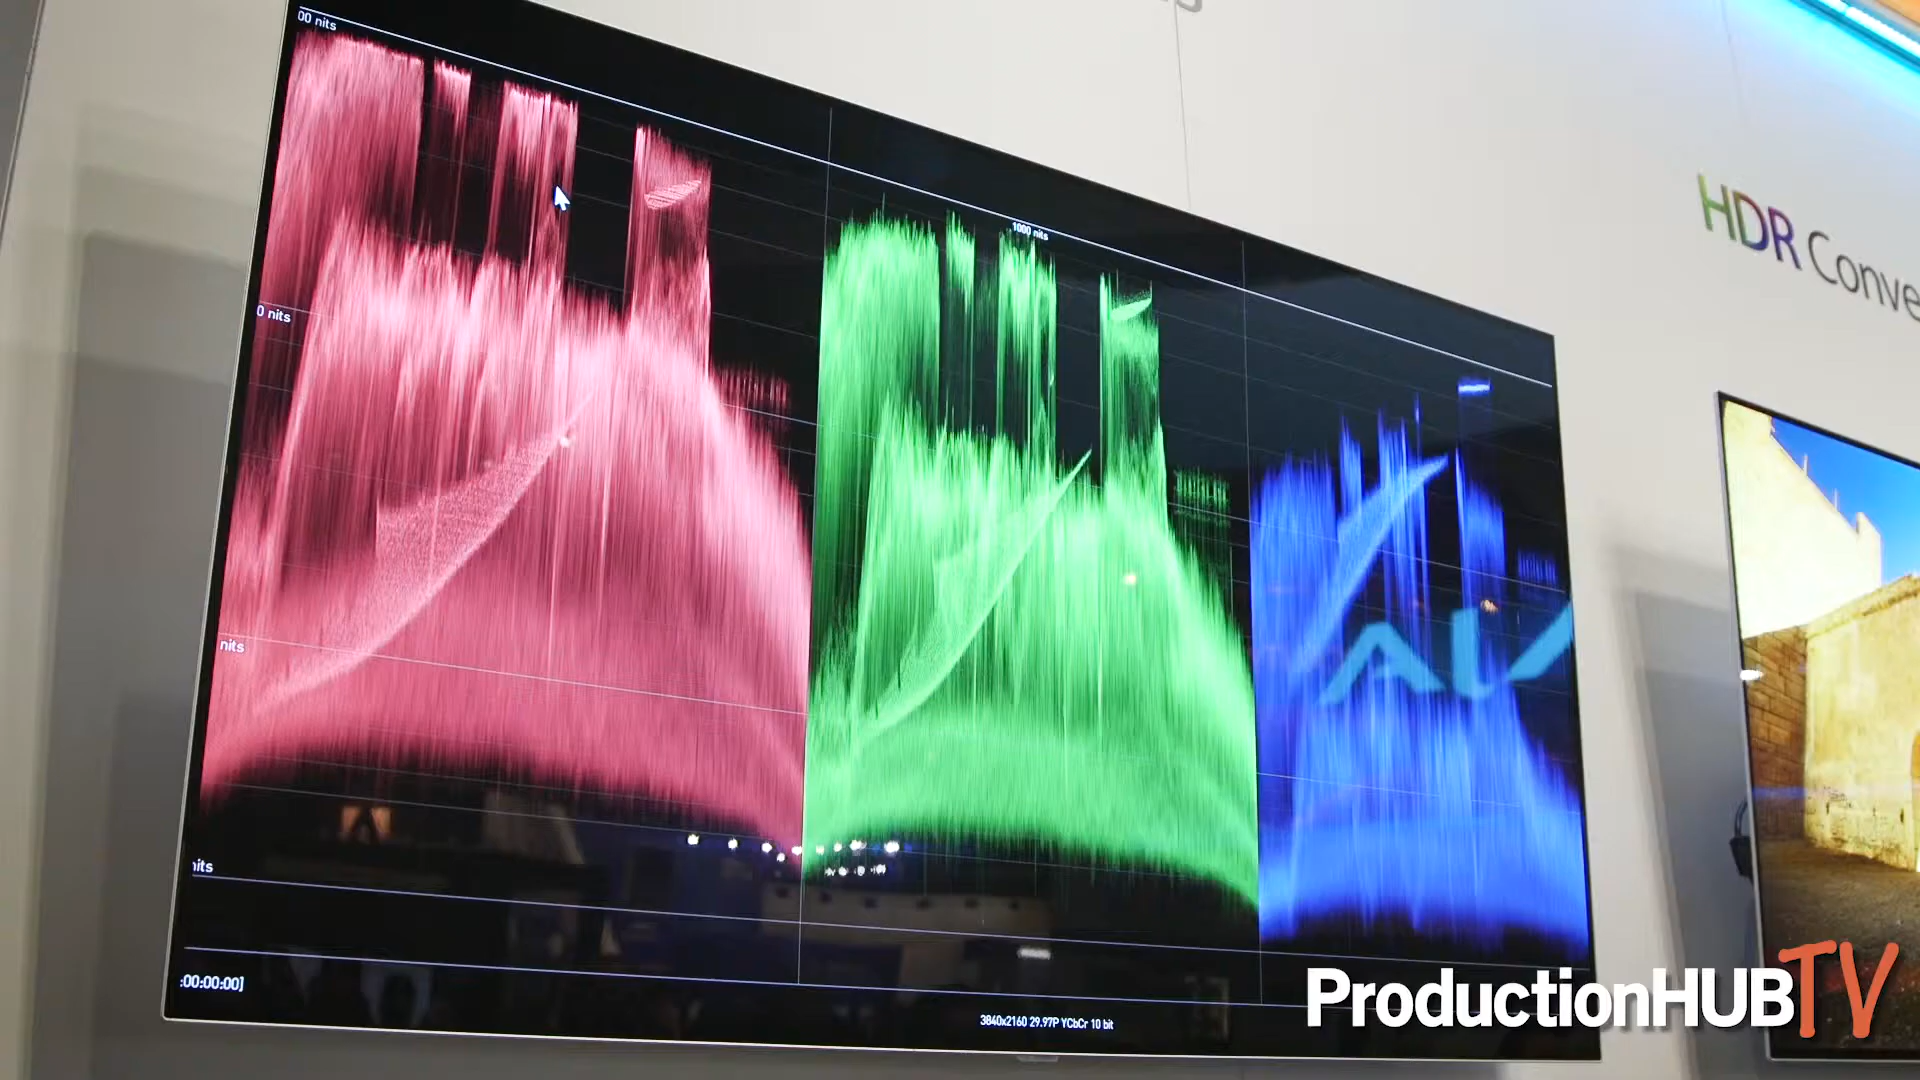 00 nits
1000 nits
HDR Conve
0 nits
nits
nits
:00:00:00]
3840x2160 29.97P YCbCr 10 bit
ProductionHUBTV